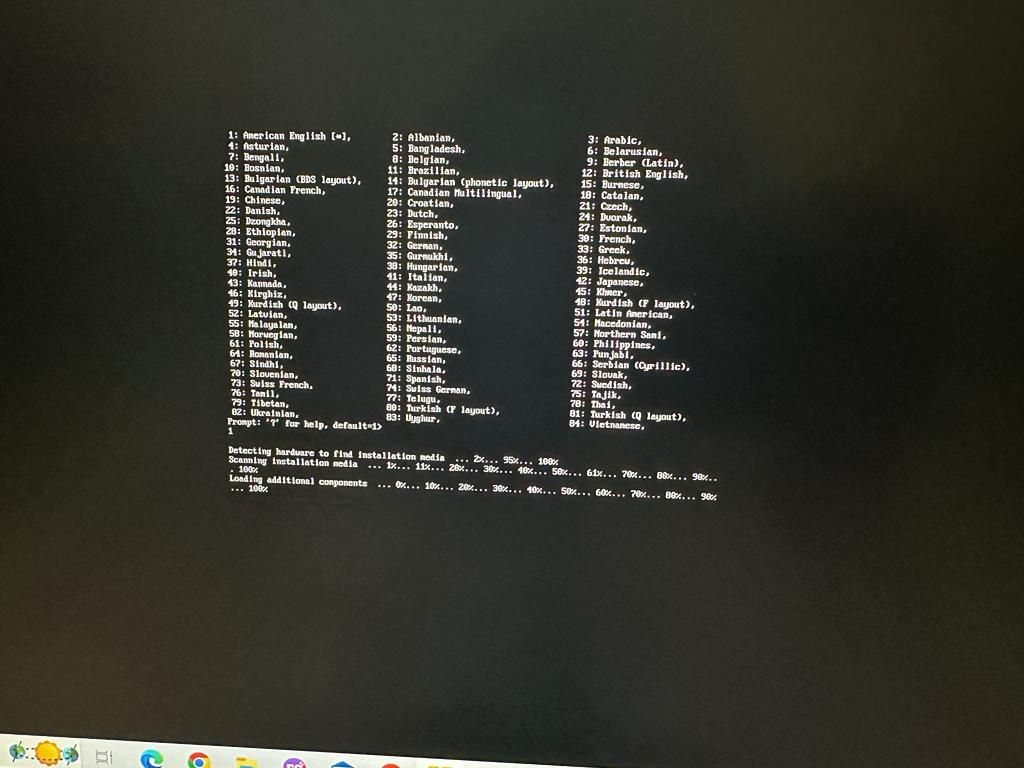 1: American English [*], 2: Albanian, 3: Arabic,
4: Asturian, 5: Bangladesh, 6: Belarusian,
7: Bengali, 8: Belgian, 9: Berber (Latin),
10: Bosnian, 11: Brazilian, 12: British English,
13: Bulgarian (BDS layout), 14: Bulgarian (phonetic layout), 15: Burmese,
16: Canadian French, 17: Canadian Multilingual, 18: Catalan,
19: Chinese, 20: Croatian, 21: Czech,
22: Danish, 23: Dutch, 24: Dvorak,
25: Dzongkha, 26: Esperanto, 27: Estonian,
28: Ethiopian, 29: Finnish, 30: French,
31: Georgian, 32: German, 33: Greek,
34: Gujarati, 35: Gurmukhi, 36: Hebrew,
37: Hindi, 38: Hungarian, 39: Icelandic,
40: Irish, 41: Italian, 42: Japanese,
43: Kannada, 44: Kazakh, 45: Khmer,
46: Kirghiz, 47: Korean, 48: Kurdish (F layout),
49: Kurdish (Q layout), 50: Lao, 51: Latin American,
52: Latvian, 53: Lithuanian, 54: Macedonian,
55: Malayalam, 56: Nepali, 57: Northern Sami,
58: Norwegian, 59: Persian, 60: Philippines,
61: Polish, 62: Portuguese, 63: Punjabi,
64: Romanian, 65: Russian, 66: Serbian (Cyrillic),
67: Sindhi, 68: Sinhala, 69: Slovak,
70: Slovenian, 71: Spanish, 72: Swedish,
73: Swiss French, 74: Swiss German, 75: Tajik,
76: Tamil, 77: Telugu, 78: Thai,
79: Tibetan, 80: Turkish (F layout), 81: Turkish (Q layout),
82: Ukrainian, 83: Uyghur, 84: Vietnamese,
Prompt: '?' for help, default=1>
1
Detecting hardware to find installation media ... 2%... 95%... 100%
Scanning installation media ... 1%... 11%... 20%... 30%... 40%... 50%... 61%... 70%... 80%... 90%..
. 100%
Loading additional components ... 0%... 10%... 20%... 30%... 40%... 50%... 60%... 70%... 80%... 90%
... 100%